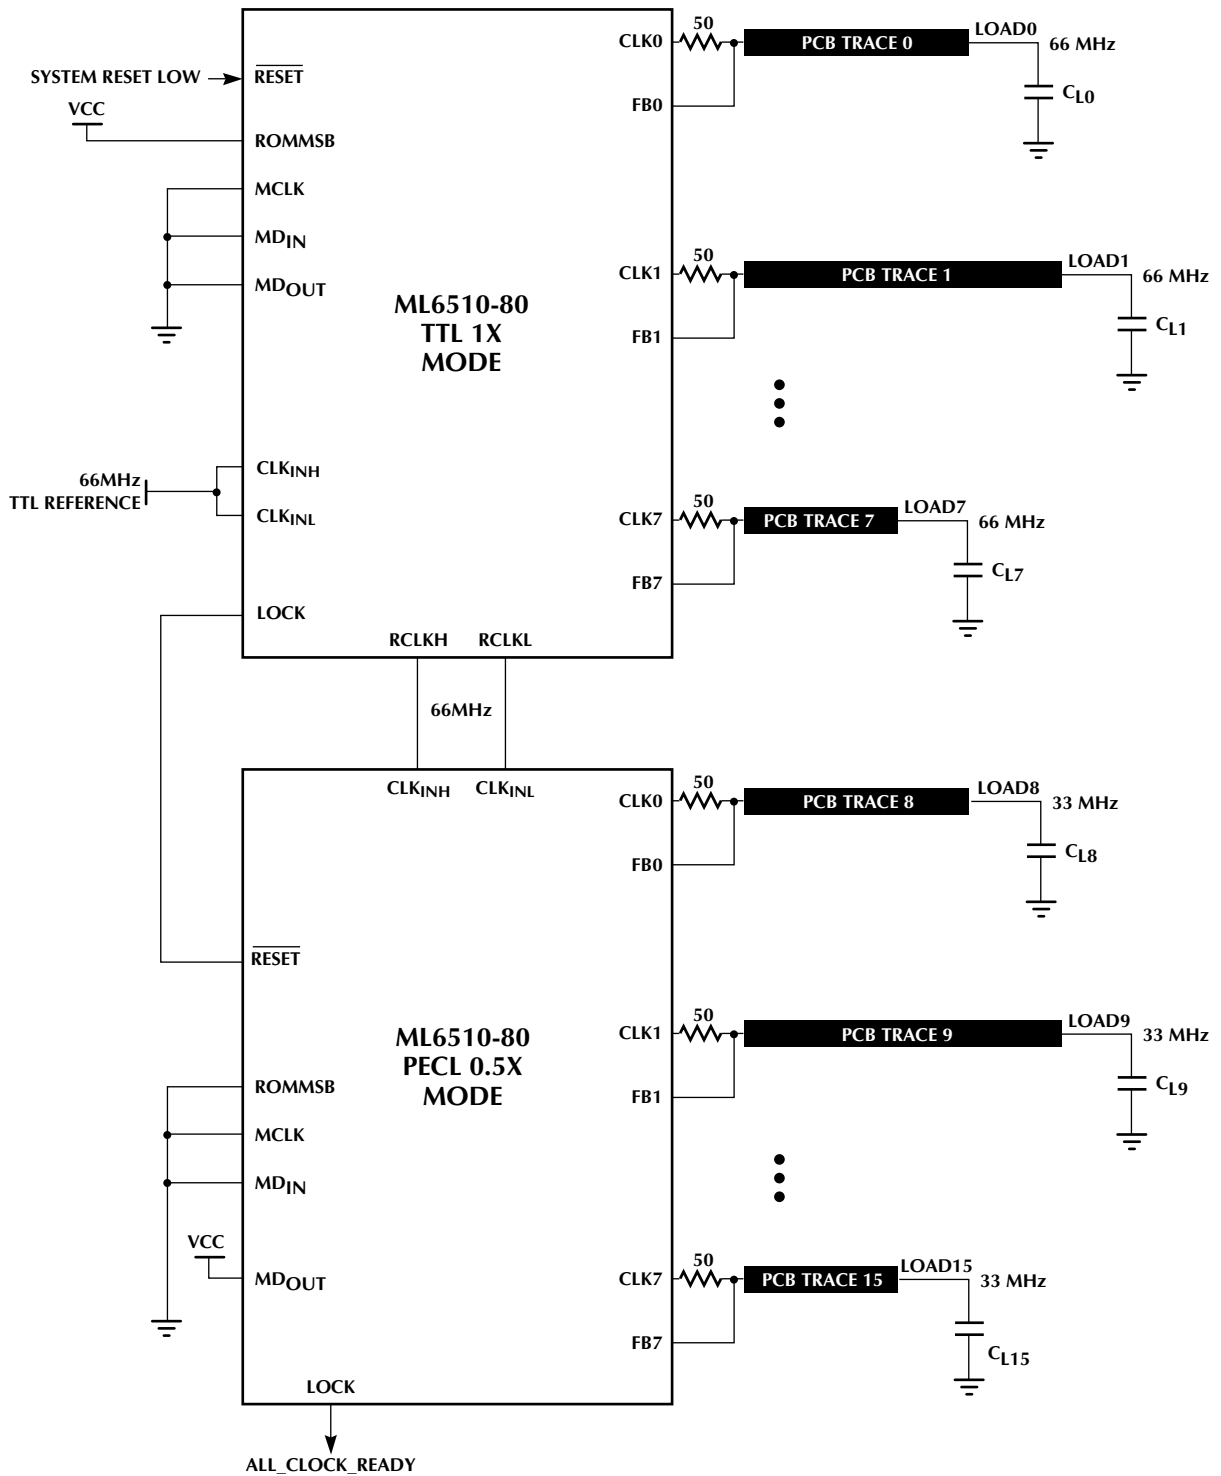 SYSTEM RESET LOW
VCC
RESET
ROMMSB
MCLK
MDIN
MDOUT
ML6510-80
TTL 1X
MODE
66MHz
TTL REFERENCE
CLKINH
CLKINL
LOCK
RCLKH
RCLKL
CLK0
50
FB0
PCB TRACE 0
LOAD0
66 MHz
CL0
CLK1
50
FB1
PCB TRACE 1
LOAD1
66 MHz
CL1
CLK7
50
FB7
PCB TRACE 7
LOAD7
66 MHz
CL7
66MHz
CLKINH
CLKINL
RESET
ML6510-80
PECL 0.5X
MODE
ROMMSB
MCLK
MDIN
VCC
MDOUT
LOCK
ALL_CLOCK_READY
CLK0
50
FB0
PCB TRACE 8
LOAD8
33 MHz
CL8
CLK1
50
FB1
PCB TRACE 9
LOAD9
33 MHz
CL9
CLK7
50
FB7
PCB TRACE 15
LOAD15
33 MHz
CL15